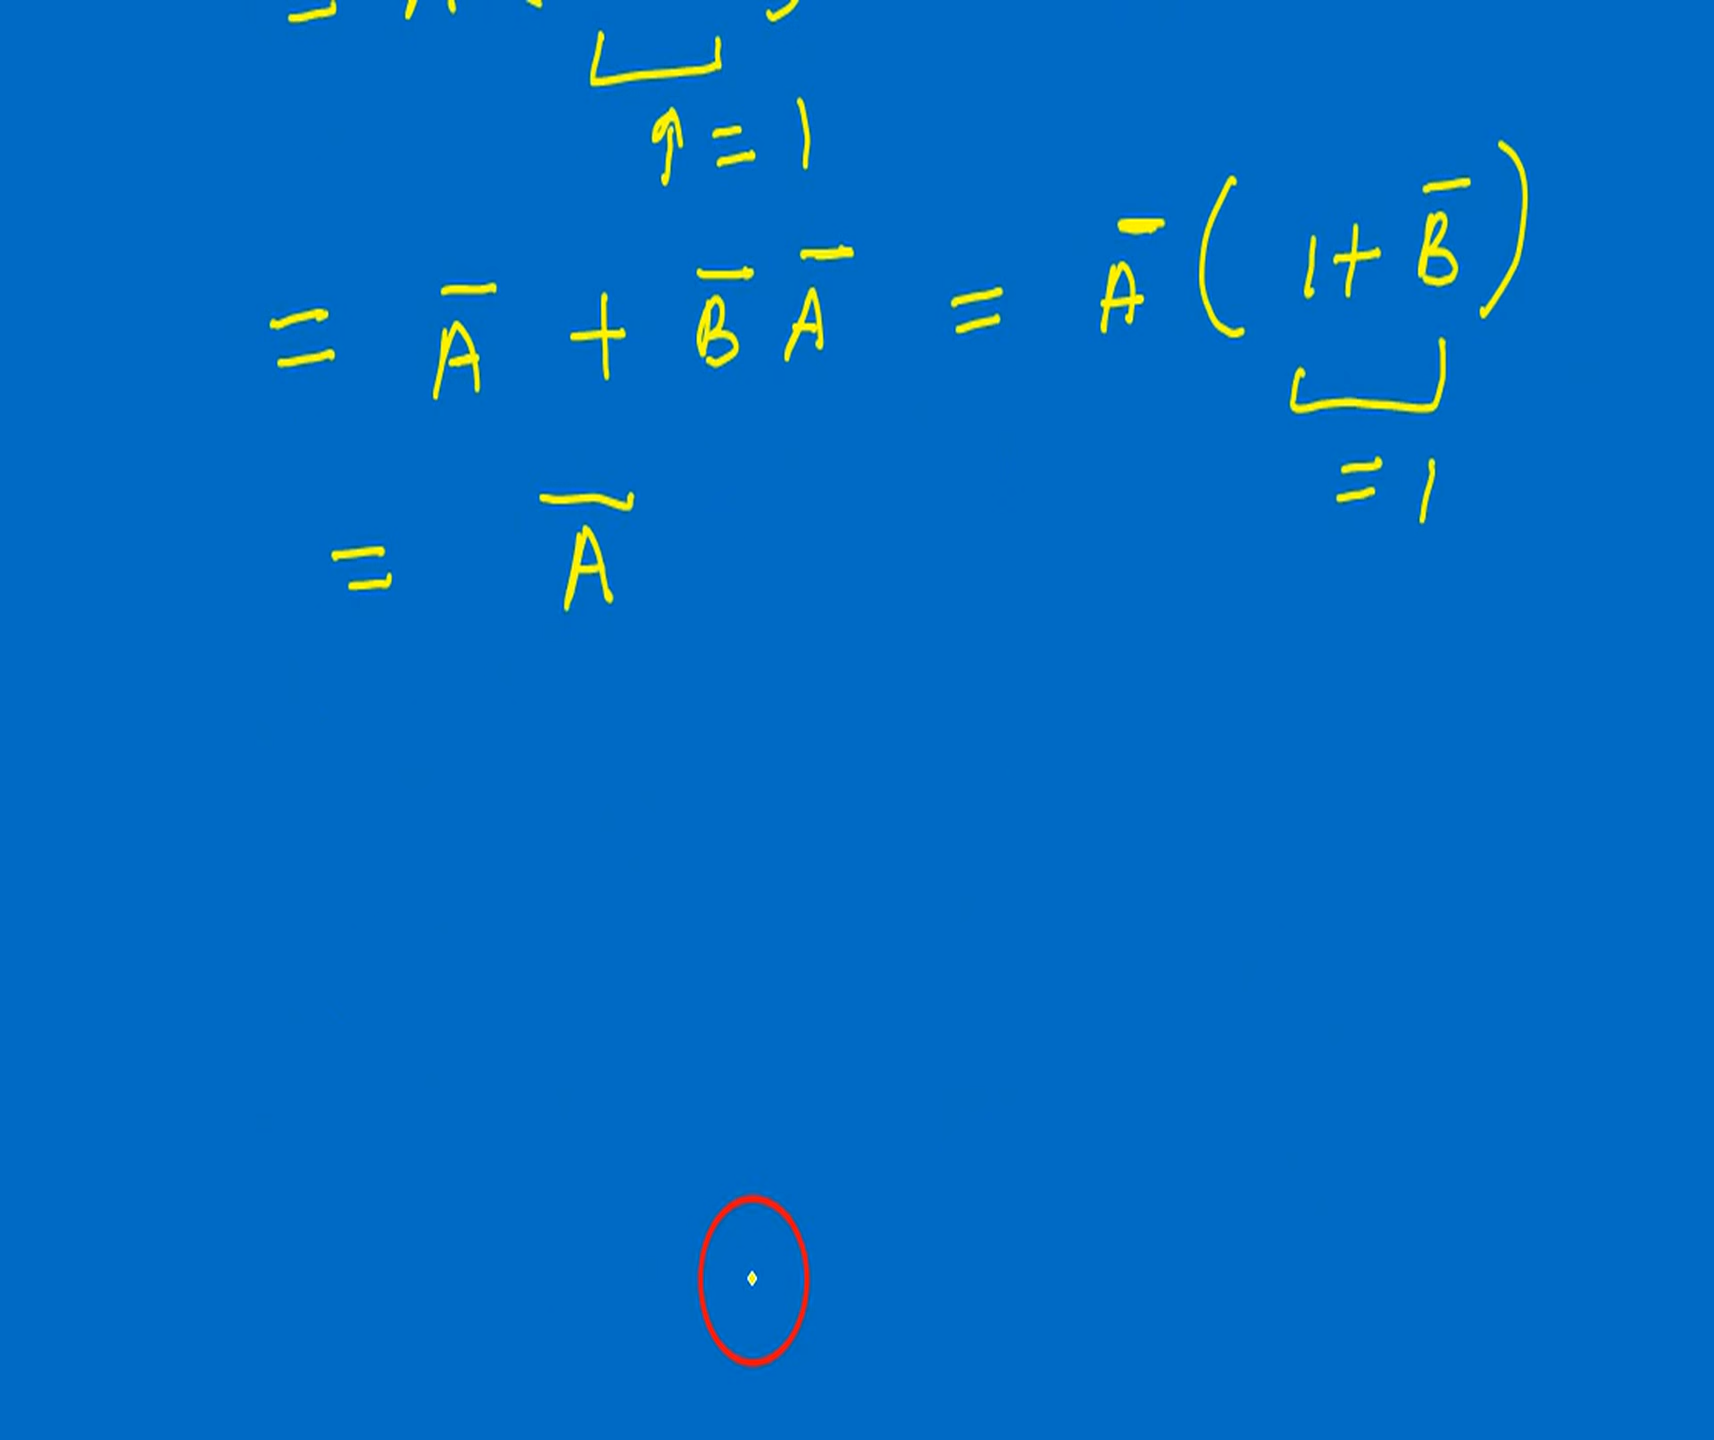 = 1
= A̅ + B̅ A̅ = A̅ ( 1 + B̅ )
= 1
= A̅